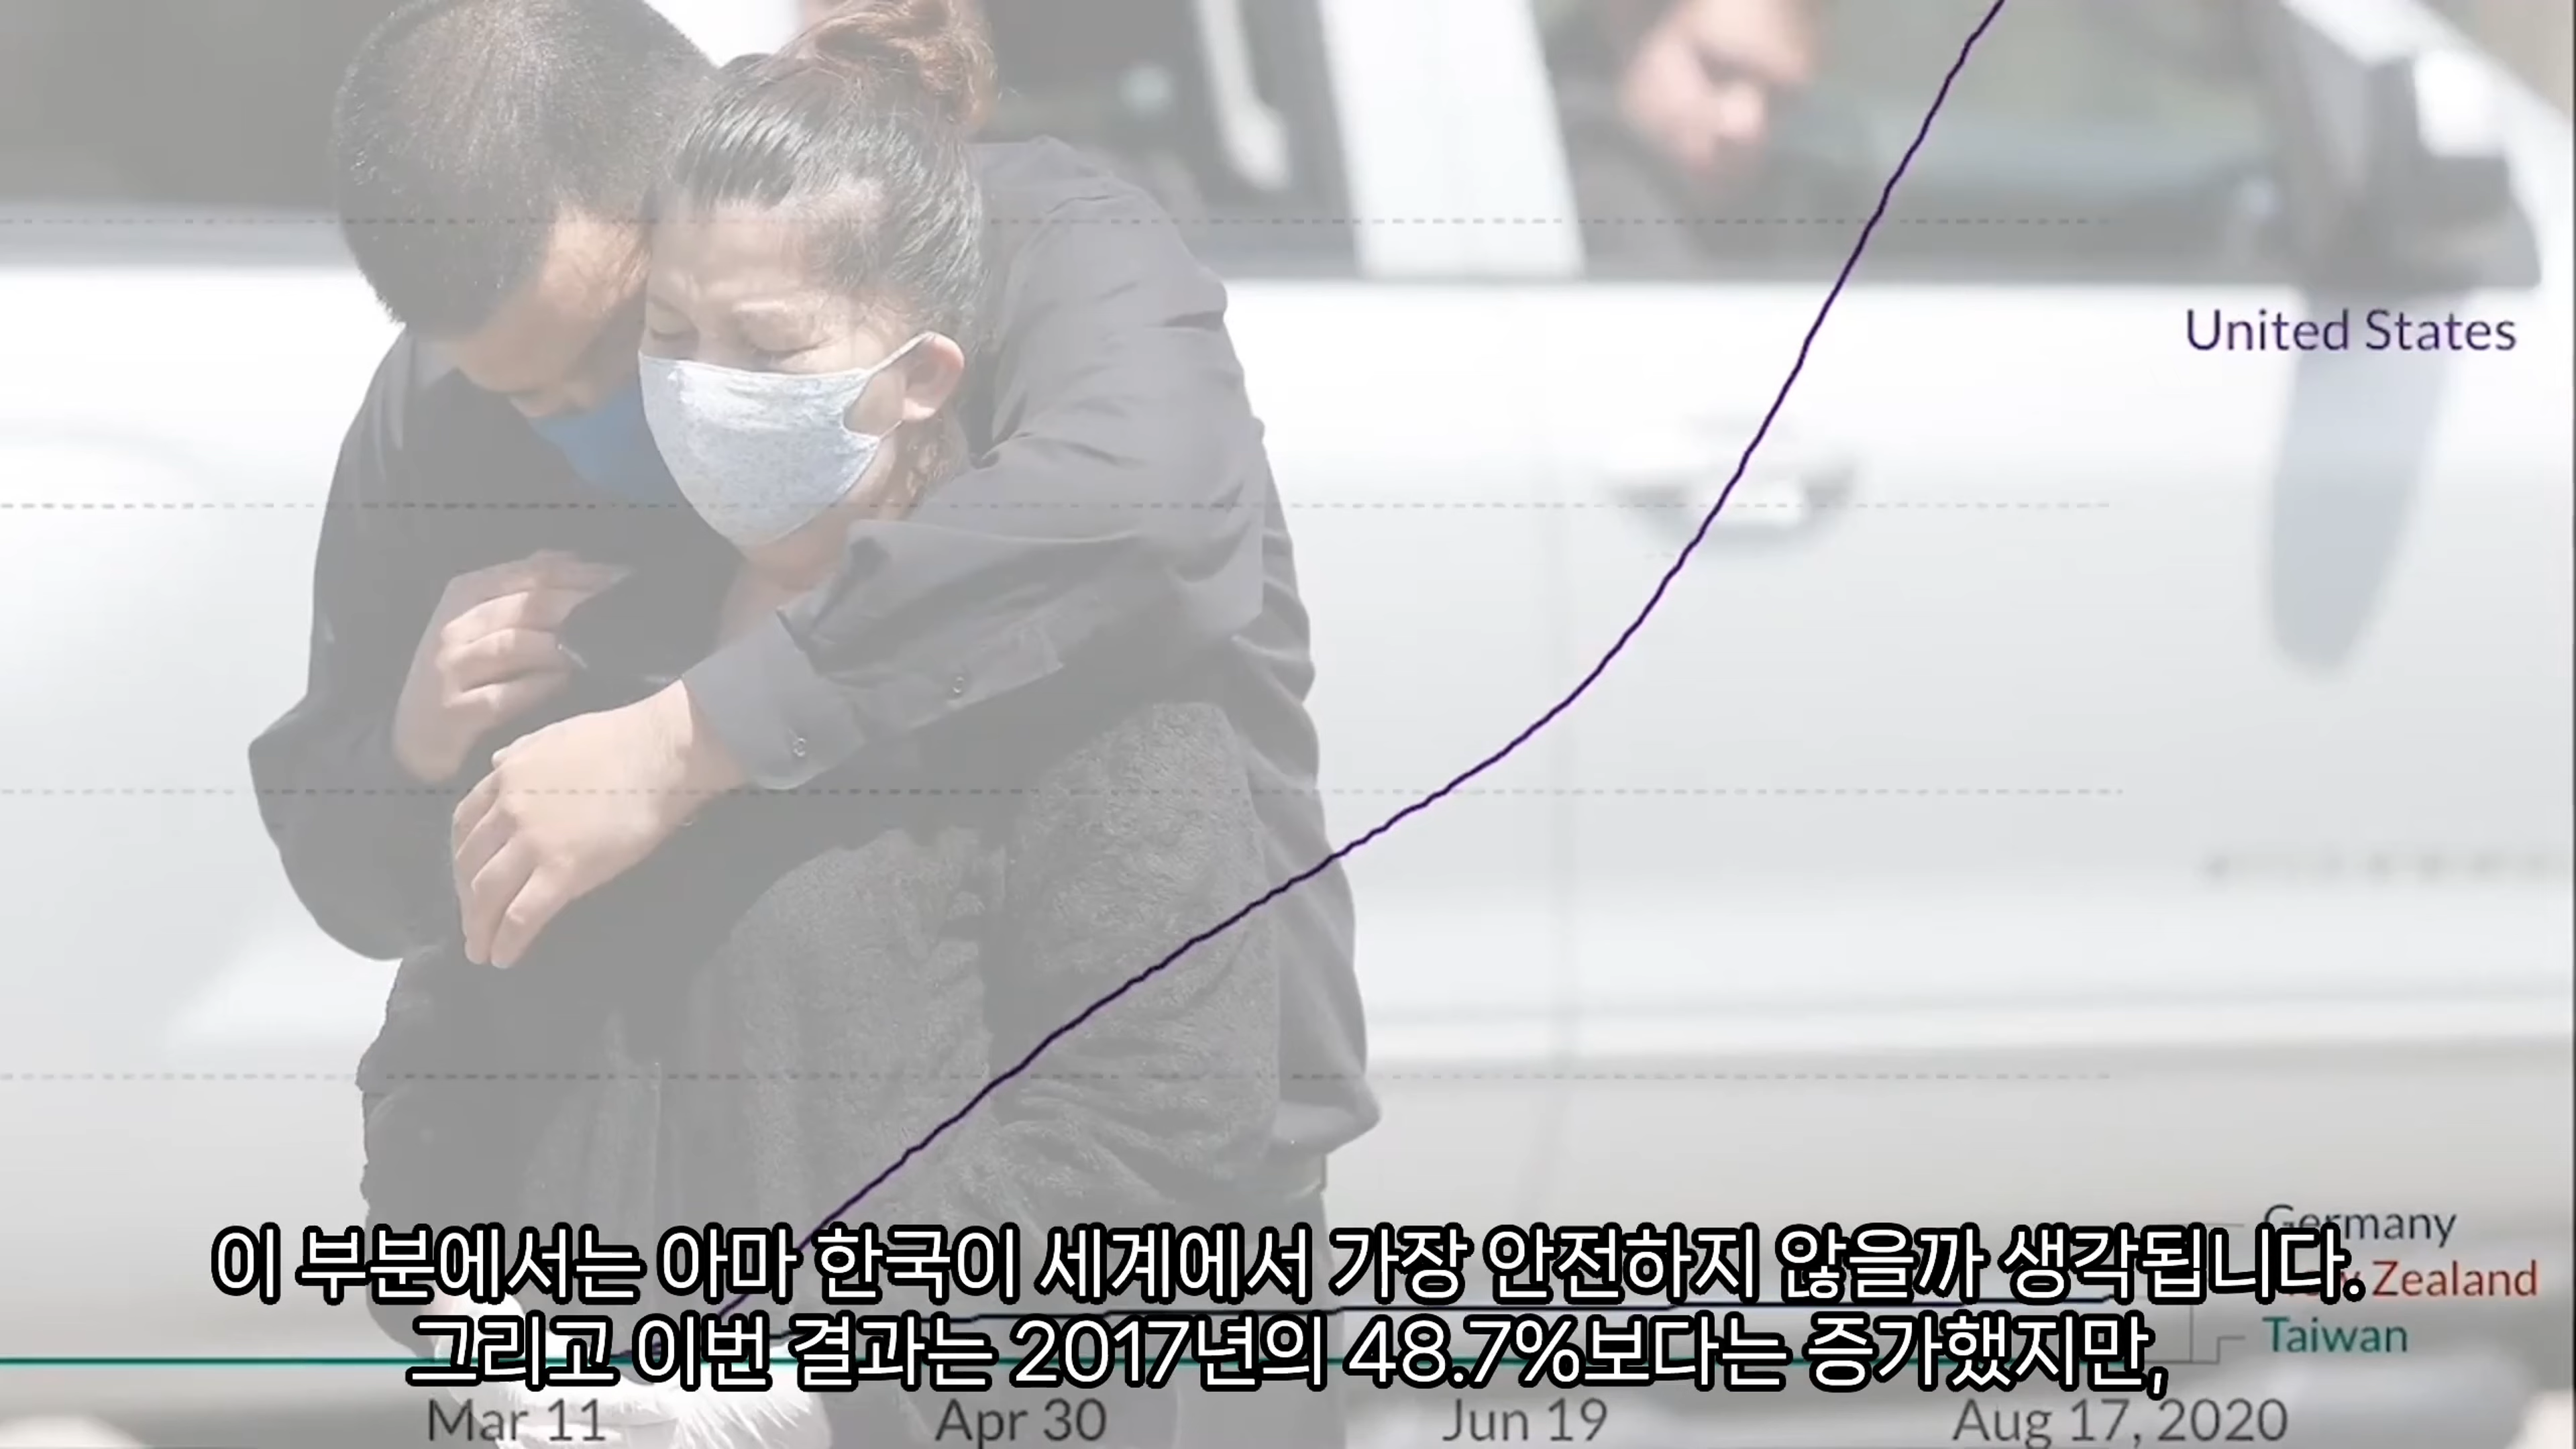 United States
Germany
이 부분에서는 아마 한국이 세계에서 가장 안전하지 않을까 생각됩니다.
Zealand
그리고 이번 결과는 2017년의 48.7%보다는 증가했지만,
Taiwan
Mar 11
Apr 30
Jun 19
Aug 17, 2020